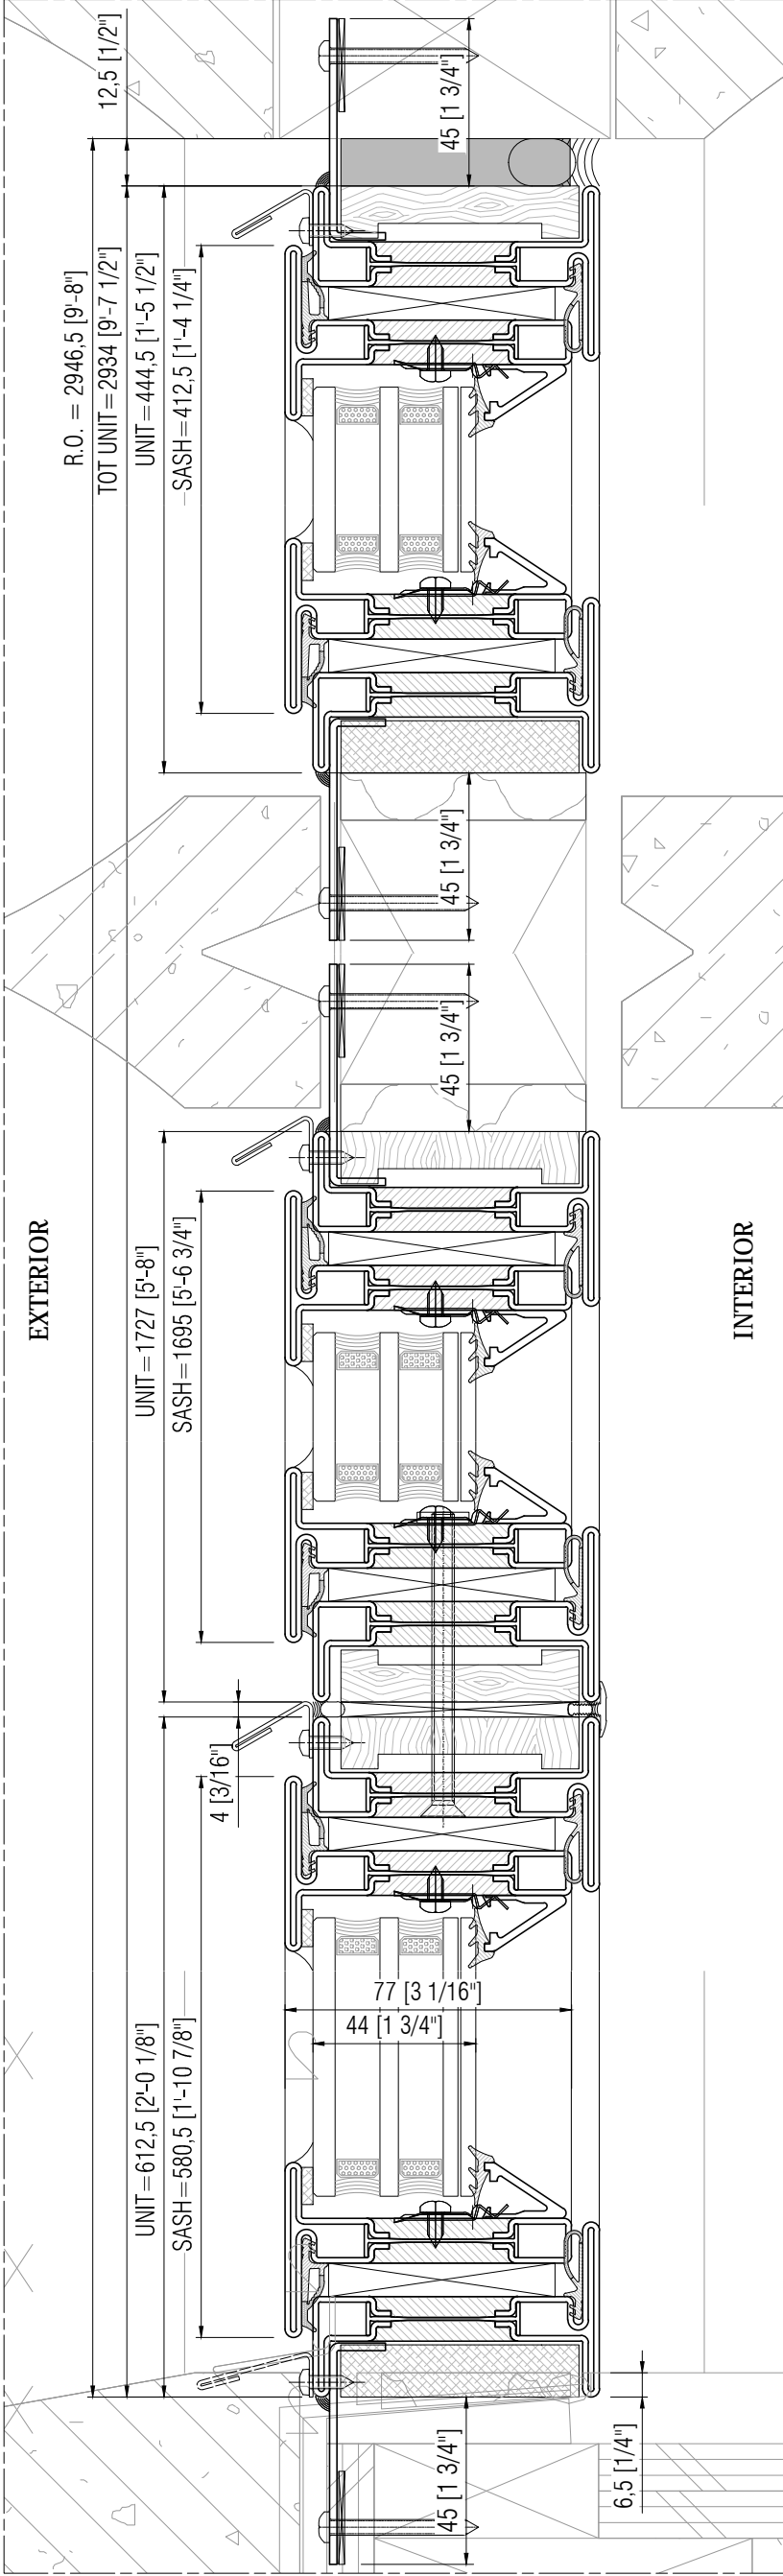 12,5 [1/2"]
45 [1 3/4"]
R.O. = 2946,5 [9'-8"]
TOT UNIT=2934 [9'-7 1/2"]
UNIT=444,5 [1'-5 1/2"]
SASH=412,5 [1'-4 1/4"]
45 [1 3/4"]
45 [1 3/4"]
EXTERIOR
INTERIOR
UNIT=1727 [5'-8"]
SASH=1695 [5'-6 3/4"]
4 [3/16"]
77 [3 1/16"]
44 [1 3/4"]
UNIT=612,5 [2'-0 1/8"]
SASH=580,5 [1'-10 7/8"]
45 [1 3/4"]
6,5 [1/4"]